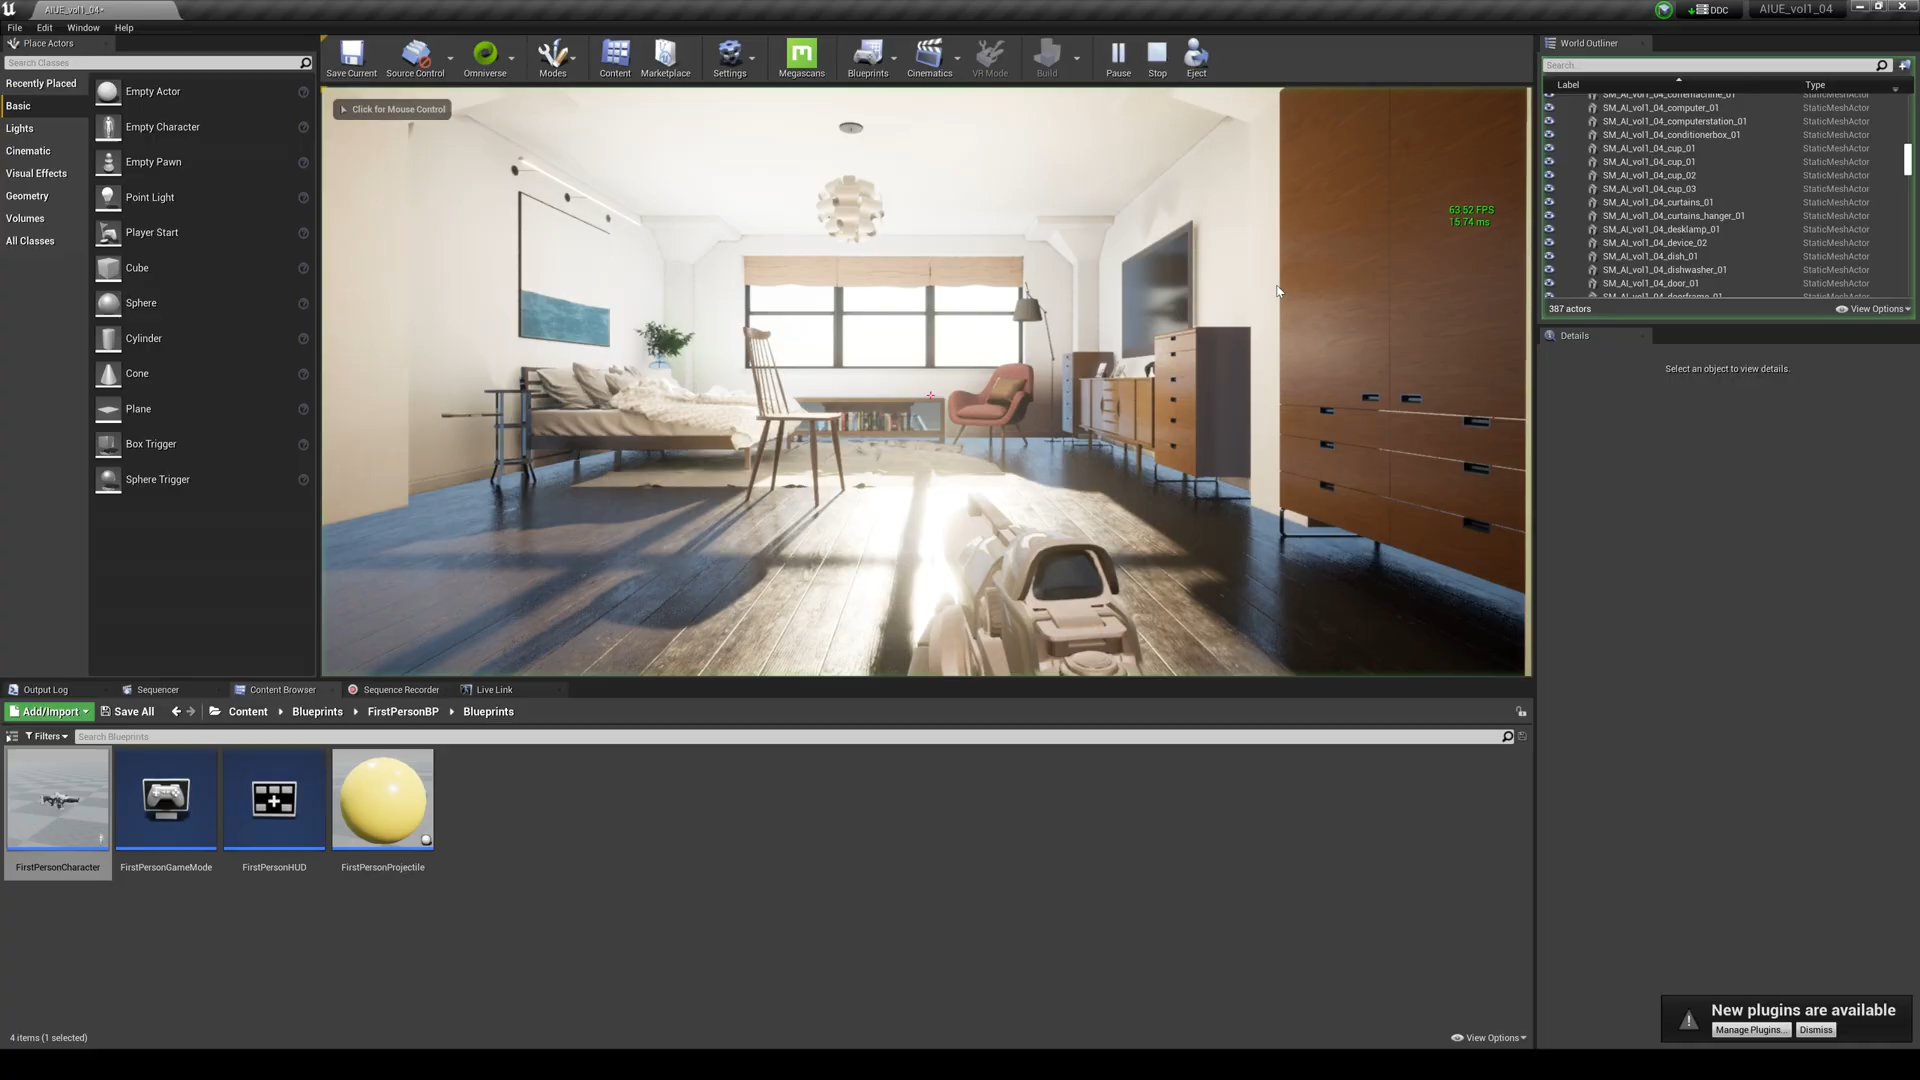 AIUE_vol1_04*
DDC
AIUE_vol1_04
File
Edit
Window
Help
Place Actors
Search Classes
Recently Placed
Basic
Lights
Cinematic
Visual Effects
Geometry
Volumes
All Classes
Empty Actor
Empty Character
Empty Pawn
Point Light
Player Start
Cube
Sphere
Cylinder
Cone
Plane
Box Trigger
Sphere Trigger
Save Current
Source Control
Omniverse
Modes
Content
Marketplace
Settings
Megascans
Blueprints
Cinematics
VR Mode
Build
Pause
Stop
Eject
Click for Mouse Control
63.52 FPS
15.74 ms
World Outliner
Search...
Label
Type
SM_AI_vol1_04_coffemachine_01 StaticMeshActor
SM_AI_vol1_04_computer_01 StaticMeshActor
SM_AI_vol1_04_computerstation_01 StaticMeshActor
SM_AI_vol1_04_conditionerbox_01 StaticMeshActor
SM_AI_vol1_04_cup_01 StaticMeshActor
SM_AI_vol1_04_cup_01 StaticMeshActor
SM_AI_vol1_04_cup_02 StaticMeshActor
SM_AI_vol1_04_cup_03 StaticMeshActor
SM_AI_vol1_04_curtains_01 StaticMeshActor
SM_AI_vol1_04_curtains_hanger_01 StaticMeshActor
SM_AI_vol1_04_desklamp_01 StaticMeshActor
SM_AI_vol1_04_device_02 StaticMeshActor
SM_AI_vol1_04_dish_01 StaticMeshActor
SM_AI_vol1_04_dishwasher_01 StaticMeshActor
SM_AI_vol1_04_door_01 StaticMeshActor
SM_AI_vol1_04_doorframe_01 StaticMeshActor
387 actors
View Options
Details
Select an object to view details.
Output Log
Sequencer
Content Browser
Sequence Recorder
Live Link
Add/Import
Save All
Content
Blueprints
FirstPersonBP
Blueprints
Filters
Search Blueprints
FirstPersonCharacter
FirstPersonGameMode
FirstPersonHUD
FirstPersonProjectile
4 items (1 selected)
View Options
New plugins are available
Manage Plugins...
Dismiss